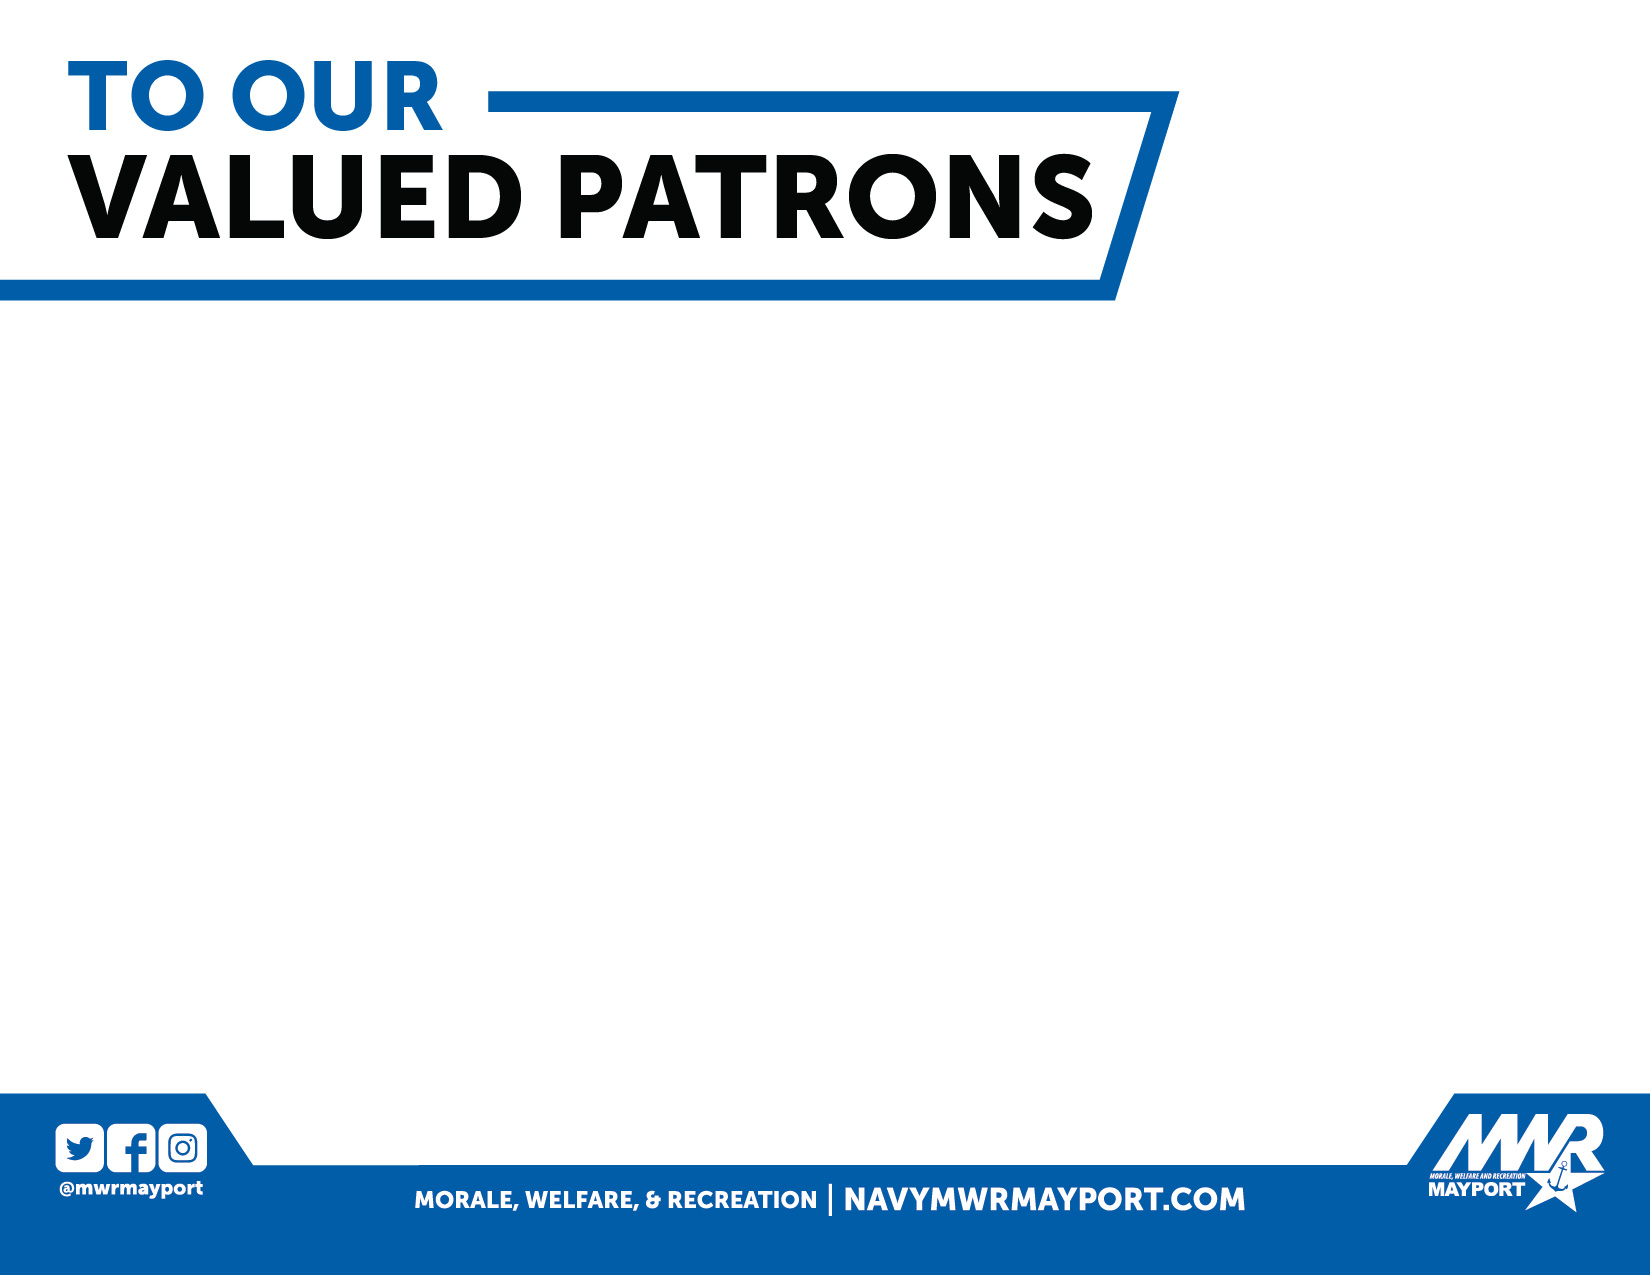 TO OUR
VALUED PATRONS
@mwrmayport
MORALE, WELFARE, & RECREATION | NAVYMWRMAYPORT.COM
MWR
MORALE, WELFARE AND RECREATION
MAYPORT